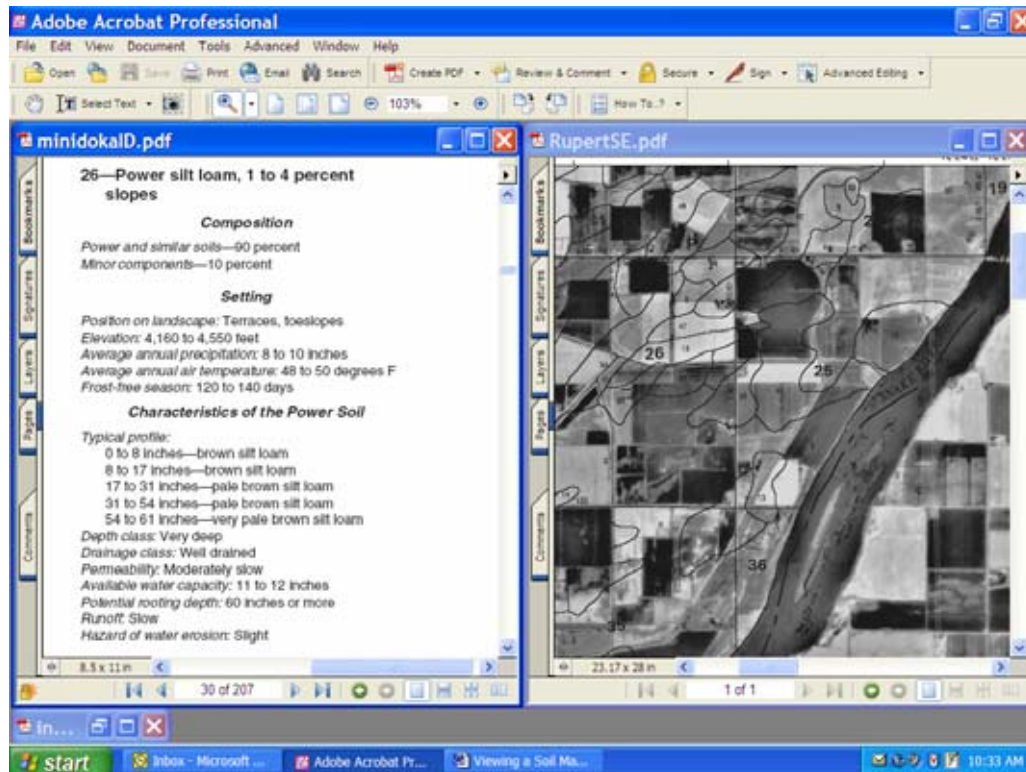 Adobe Acrobat Professional
File Edit View Document Tools Advanced Window Help
Open Save Print Email Search Create PDF Review & Comment Secure Sign Advanced Editing
Select Text 103% How To..?
minidokaID.pdf
Bookmarks
Signatures
Layers
Pages
Comments
26—Power silt loam, 1 to 4 percent
slopes
Composition
Power and similar soils—90 percent
Minor components—10 percent
Setting
Position on landscape: Terraces, toeslopes
Elevation: 4,160 to 4,550 feet
Average annual precipitation: 8 to 10 inches
Average annual air temperature: 48 to 50 degrees F
Frost-free season: 120 to 140 days
Characteristics of the Power Soil
Typical profile:
0 to 8 inches—brown silt loam
8 to 17 inches—brown silt loam
17 to 31 inches—pale brown silt loam
31 to 54 inches—pale brown silt loam
54 to 61 inches—very pale brown silt loam
Depth class: Very deep
Drainage class: Well drained
Permeability: Moderately slow
Available water capacity: 11 to 12 inches
Potential rooting depth: 60 inches or more
Runoff: Slow
Hazard of water erosion: Slight
8.5 x 11 in
30 of 207
RupertSE.pdf
Bookmarks
Signatures
Layers
Pages
Comments
19
26
25
SNAKE
36
23.17 x 28 in
1 of 1
in...
start Inbox - Microsoft ... Adobe Acrobat Pr... Viewing a Soil Ma... 10:33 AM